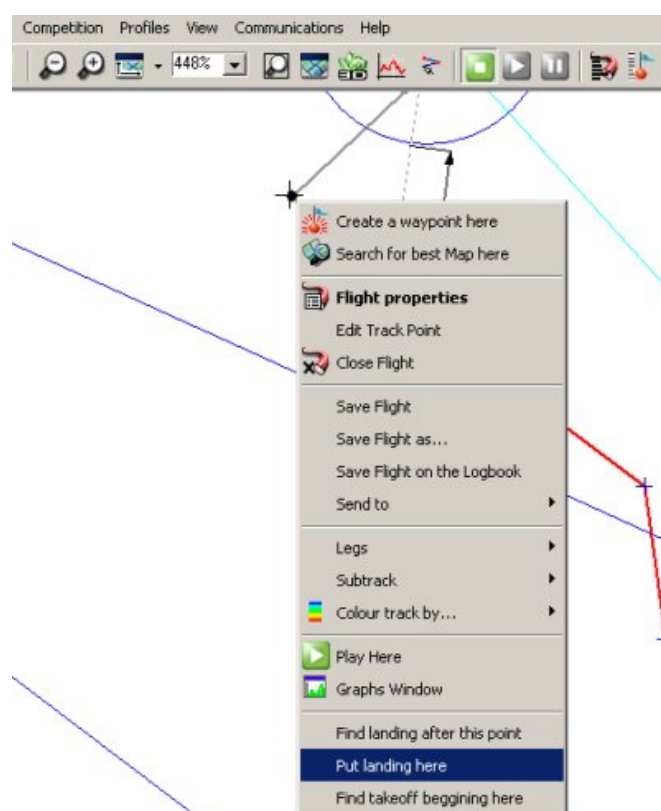 Competition Profiles View Communications Help
448%
Create a waypoint here
Search for best Map here
Flight properties
Edit Track Point
Close Flight
Save Flight
Save Flight as...
Save Flight on the Logbook
Send to
Legs
Subtrack
Colour track by...
Play Here
Graphs Window
Find landing after this point
Put landing here
Find takeoff beggining here